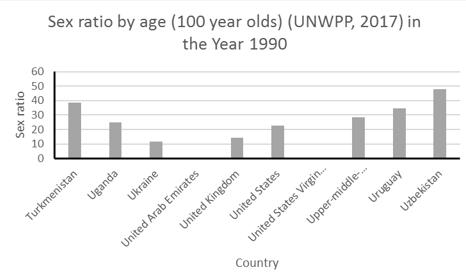 Sex ratio by age (100 year olds) (UNWPP, 2017) in
the Year 1990
60
50
40
30
20
10
0
Sex ratio
Turkmenistan
Uganda
Ukraine
United Arab Emirates
United Kingdom
United States
United States Virgin...
Upper-middle-...
Uruguay
Uzbekistan
Country